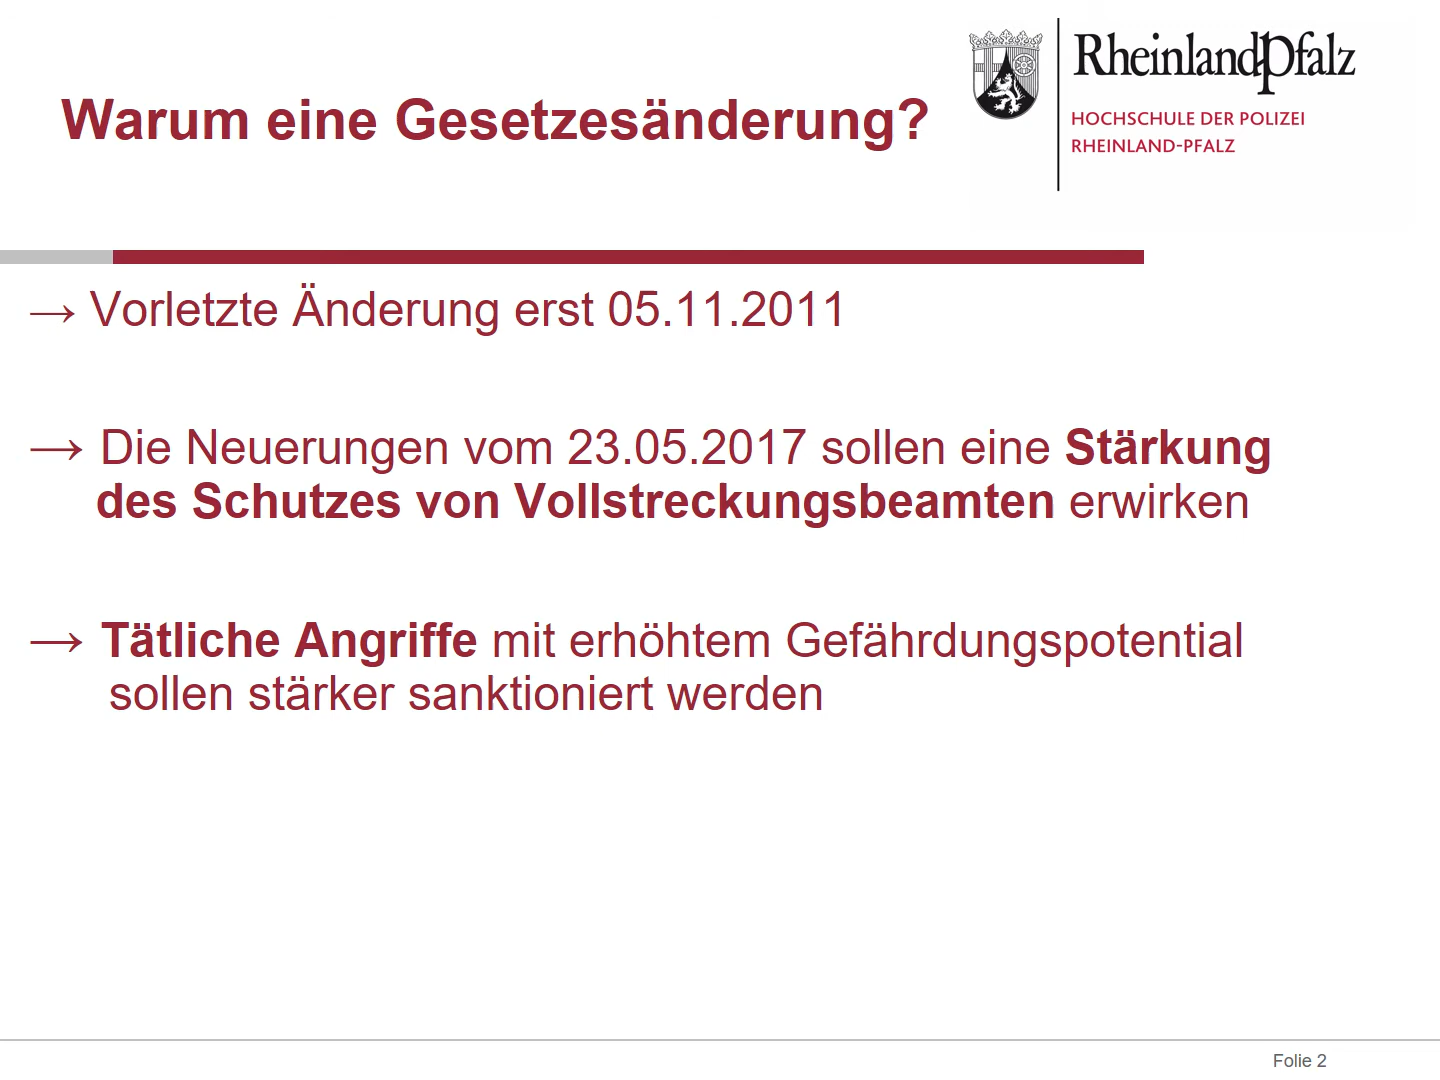 Warum eine Gesetzesänderung?
RheinlandPfalz
HOCHSCHULE DER POLIZEI
RHEINLAND-PFALZ
→ Vorletzte Änderung erst 05.11.2011
→ Die Neuerungen vom 23.05.2017 sollen eine Stärkung
des Schutzes von Vollstreckungsbeamten erwirken
→ Tätliche Angriffe mit erhöhtem Gefährdungspotential
sollen stärker sanktioniert werden
Folie 2